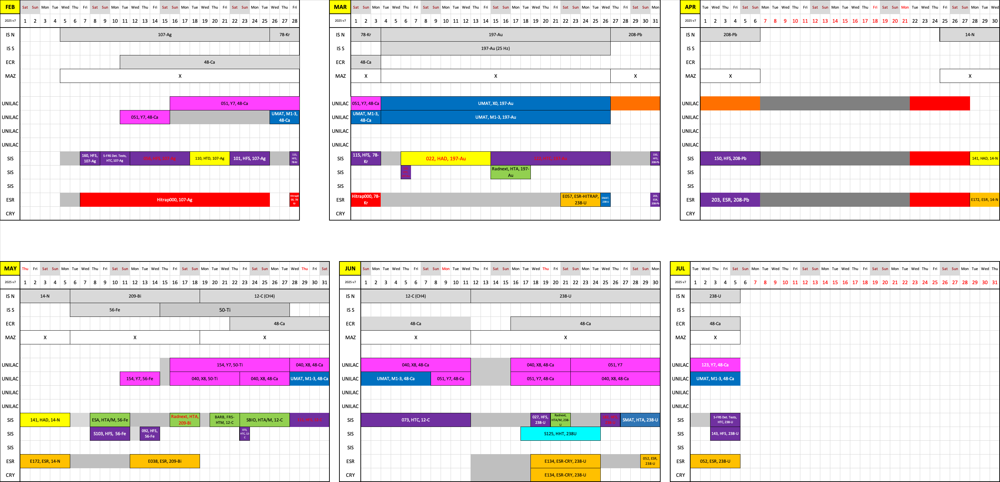 FEB Sat Sun Mon Tue Wed Thu Fri Sat Sun Mon Tue Wed Thu Fri Sat Sun Mon Tue Wed Thu Fri Sat Sun Mon Tue Wed Thu Fri
2025 v7 1 2 3 4 5 6 7 8 9 10 11 12 13 14 15 16 17 18 19 20 21 22 23 24 25 26 27 28
IS N 107-Ag 78-Kr
IS S
ECR 48-Ca
MAZ X
UNILAC 051, Y7, 48-Ca
UNILAC 051, Y7, 48-Ca UMAT, M1-3, 48-Ca
UNILAC
UNILAC
SIS 160, HFS, 107-Ag S-FRS Det. Tests, HTC, 107-Ag HFS, 107-Ag 110, HTD, 107-Ag 101, HFS, 107-Ag 115, HFS, 78-Kr
SIS
SIS
ESR Hitrap000, 107-Ag Hitrap000, 78-Kr
CRY
MAR Sat Sun Mon Tue Wed Thu Fri Sat Sun Mon Tue Wed Thu Fri Sat Sun Mon Tue Wed Thu Fri Sat Sun Mon Tue Wed Thu Fri Sat Sun Mon
2025 v7 1 2 3 4 5 6 7 8 9 10 11 12 13 14 15 16 17 18 19 20 21 22 23 24 25 26 27 28 29 30 31
IS N 78-Kr 197-Au 208-Pb
IS S 197-Au (25 Hz)
ECR 48-Ca
MAZ X X X
UNILAC 051, Y7, 48-Ca UMAT, X0, 197-Au
UNILAC UMAT, M1-3, 48-Ca UMAT, M1-3, 197-Au
UNILAC
UNILAC
SIS 115, HFS, 78-Kr 022, HAD, 197-Au HTC, 197-Au 150, HFS, 208-Pb
SIS Radnext, HTA, 197-Au
SIS
ESR Hitrap000, 78-Kr E057, ESR-HITRAP, 238-U EMAT, 238-U 203, ESR, 208-Pb
CRY
APR Tue Wed Thu Fri Sat Sun Mon Tue Wed Thu Fri Sat Sun Mon Tue Wed Thu Fri Sat Sun Mon Tue Wed Thu Fri Sat Sun Mon Tue Wed
2025 v7 1 2 3 4 5 6 7 8 9 10 11 12 13 14 15 16 17 18 19 20 21 22 23 24 25 26 27 28 29 30
IS N 208-Pb 14-N
IS S
ECR
MAZ X X
UNILAC
UNILAC
UNILAC
UNILAC
SIS 150, HFS, 208-Pb 141, HAD, 14-N
SIS
SIS
ESR 203, ESR, 208-Pb E172, ESR, 14-N
CRY
MAY Thu Fri Sat Sun Mon Tue Wed Thu Fri Sat Sun Mon Tue Wed Thu Fri Sat Sun Mon Tue Wed Thu Fri Sat Sun Mon Tue Wed Thu Fri Sat
2025 v7 1 2 3 4 5 6 7 8 9 10 11 12 13 14 15 16 17 18 19 20 21 22 23 24 25 26 27 28 29 30 31
IS N 14-N 209-Bi 12-C (CH4)
IS S 56-Fe 50-Ti
ECR 48-Ca
MAZ X X X
UNILAC 154, Y7, 50-Ti 040, X8, 48-Ca
UNILAC 154, Y7, 56-Fe 040, X8, 50-Ti 040, X8, 48-Ca UMAT, M1-3, 48-Ca
UNILAC
UNILAC
SIS 141, HAD, 14-N ESA, HTA/M, 56-Fe Radnext, HTA, 209-Bi BARB, FRS-HTM, 12-C SBIO, HTA/M, 12-C HFS, 12-C
SIS S103, HFS, 56-Fe 092, HFS, 56-Fe 073, HTC, 12-C
SIS
ESR E172, ESR, 14-N E038, ESR, 209-Bi
CRY
JUN Sun Mon Tue Wed Thu Fri Sat Sun Mon Tue Wed Thu Fri Sat Sun Mon Tue Wed Thu Fri Sat Sun Mon Tue Wed Thu Fri Sat Sun Mon
2025 v7 1 2 3 4 5 6 7 8 9 10 11 12 13 14 15 16 17 18 19 20 21 22 23 24 25 26 27 28 29 30
IS N 12-C (CH4) 238-U
IS S
ECR 48-Ca 48-Ca
MAZ X X
UNILAC 040, X8, 48-Ca 040, X8, 48-Ca 051, Y7
UNILAC UMAT, M1-3, 48-Ca 051, Y7, 48-Ca 051, Y7, 48-Ca 040, X8, 48-Ca
UNILAC
UNILAC
SIS 073, HTC, 12-C 027, HFS, 238-U Radnext, HTA/M, 238-U HFS, 238-U SMAT, HTA, 238-U
SIS S125, HHT, 238U
SIS
ESR E134, ESR-CRY, 238-U 052, ESR, 238-U
CRY E134, ESR-CRY, 238-U
JUL Tue Wed Thu Fri Sat Sun Mon Tue Wed Thu Fri Sat Sun Mon Tue Wed Thu Fri Sat Sun Mon Tue Wed Thu Fri Sat Sun Mon Tue Wed Thu
2025 v7 1 2 3 4 5 6 7 8 9 10 11 12 13 14 15 16 17 18 19 20 21 22 23 24 25 26 27 28 29 30 31
IS N 238-U
IS S
ECR 48-Ca
MAZ X
UNILAC 123, Y7, 48-Ca
UNILAC UMAT, M1-3, 48-Ca
UNILAC
UNILAC
SIS S-FRS Det. Tests, HTC, 238-U
SIS 143, HFS, 238-U
SIS
ESR 052, ESR, 238-U
CRY